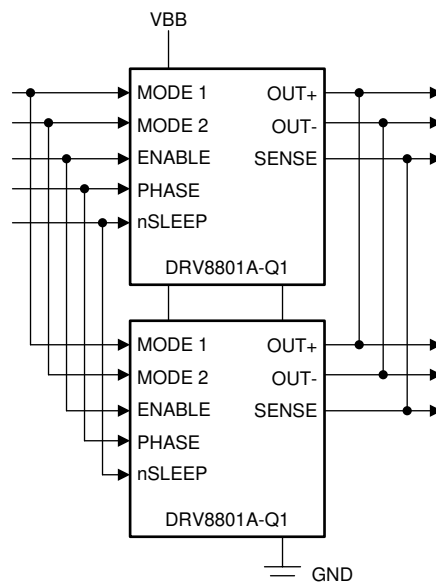 VBB
MODE 1
OUT+
MODE 2
OUT-
ENABLE
SENSE
PHASE
nSLEEP
DRV8801A-Q1
MODE 1
OUT+
MODE 2
OUT-
ENABLE
SENSE
PHASE
nSLEEP
DRV8801A-Q1
GND